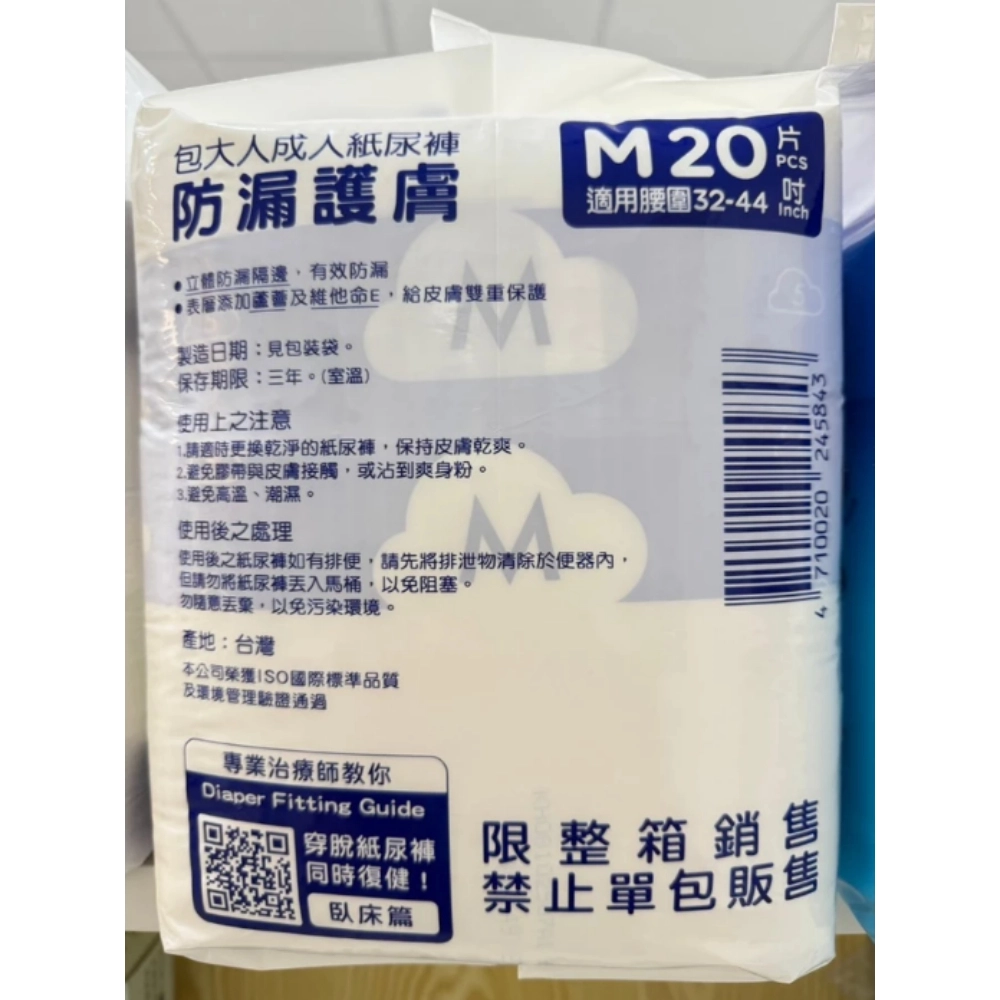 包大人成人紙尿褲
防漏護膚
M20片
PCS
適用腰圍32-44吋
Inch
•立體防漏隔邊，有效防漏
•表層添加蘆薈及維他命E，給皮膚雙重保護
製造日期：見包裝袋。
保存期限：三年。(室溫)
使用上之注意
1.請適時更換乾淨的紙尿褲，保持皮膚乾爽。
2.避免膠帶與皮膚接觸，或沾到爽身粉。
3.避免高溫、潮濕。
使用後之處理
使用後之紙尿褲如有排便，請先將排泄物清除於便器內，
但請勿將紙尿褲丟入馬桶，以免阻塞。
勿隨意丟棄，以免污染環境。
產地：台灣
本公司榮獲ISO國際標準品質
及環境管理驗證通過
M
M
4 710020 245843
專業治療師教你
Diaper Fitting Guide
穿脫紙尿褲
同時復健！
臥床篇
限整箱銷售
禁止單包販售